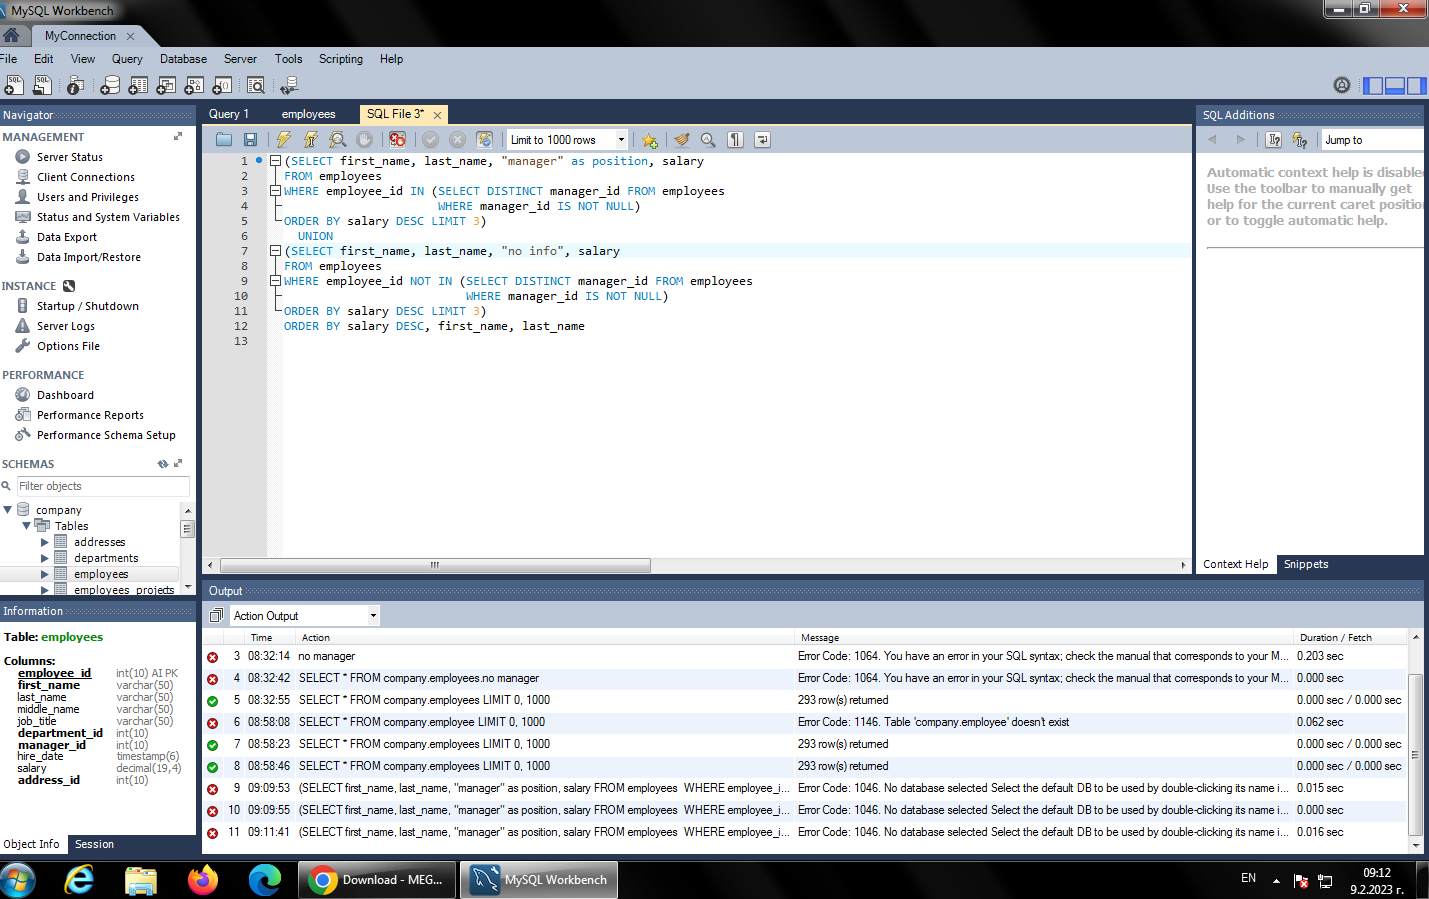 MySQL Workbench
MyConnection
File Edit View Query Database Server Tools Scripting Help
Navigator
MANAGEMENT
Server Status
Client Connections
Users and Privileges
Status and System Variables
Data Export
Data Import/Restore
INSTANCE
Startup / Shutdown
Server Logs
Options File
PERFORMANCE
Dashboard
Performance Reports
Performance Schema Setup
SCHEMAS
Filter objects
company
Tables
addresses
departments
employees
employees_projects
Information
Table: employees
Columns:
employee_id int(10) AI PK
first_name varchar(50)
last_name varchar(50)
middle_name varchar(50)
job_title varchar(50)
department_id int(10)
manager_id int(10)
hire_date timestamp(6)
salary decimal(19,4)
address_id int(10)
Object Info Session
Query 1 employees SQL File 3*
Limit to 1000 rows
1 (SELECT first_name, last_name, "manager" as position, salary
2 FROM employees
3 WHERE employee_id IN (SELECT DISTINCT manager_id FROM employees
4 WHERE manager_id IS NOT NULL)
5 ORDER BY salary DESC LIMIT 3)
6 UNION
7 (SELECT first_name, last_name, "no info", salary
8 FROM employees
9 WHERE employee_id NOT IN (SELECT DISTINCT manager_id FROM employees
10 WHERE manager_id IS NOT NULL)
11 ORDER BY salary DESC LIMIT 3)
12 ORDER BY salary DESC, first_name, last_name
13
SQL Additions
Jump to
Automatic context help is disabled
Use the toolbar to manually get
help for the current caret position
or to toggle automatic help.
Context Help Snippets
Output
Action Output
Time Action Message Duration / Fetch
3 08:32:14 no manager Error Code: 1064. You have an error in your SQL syntax; check the manual that corresponds to your M... 0.203 sec
4 08:32:42 SELECT * FROM company.employees.no manager Error Code: 1064. You have an error in your SQL syntax; check the manual that corresponds to your M... 0.000 sec
5 08:32:55 SELECT * FROM company.employees LIMIT 0, 1000 293 row(s) returned 0.000 sec / 0.000 sec
6 08:58:08 SELECT * FROM company.employee LIMIT 0, 1000 Error Code: 1146. Table 'company.employee' doesn't exist 0.062 sec
7 08:58:23 SELECT * FROM company.employees LIMIT 0, 1000 293 row(s) returned 0.000 sec / 0.000 sec
8 08:58:46 SELECT * FROM company.employees LIMIT 0, 1000 293 row(s) returned 0.000 sec / 0.000 sec
9 09:09:53 (SELECT first_name, last_name, "manager" as position, salary FROM employees WHERE employee_i... Error Code: 1046. No database selected Select the default DB to be used by double-clicking its name i... 0.015 sec
10 09:09:55 (SELECT first_name, last_name, "manager" as position, salary FROM employees WHERE employee_i... Error Code: 1046. No database selected Select the default DB to be used by double-clicking its name i... 0.000 sec
11 09:11:41 (SELECT first_name, last_name, "manager" as position, salary FROM employees WHERE employee_i... Error Code: 1046. No database selected Select the default DB to be used by double-clicking its name i... 0.016 sec
Download - MEG... MySQL Workbench
EN
09:12
9.2.2023 г.